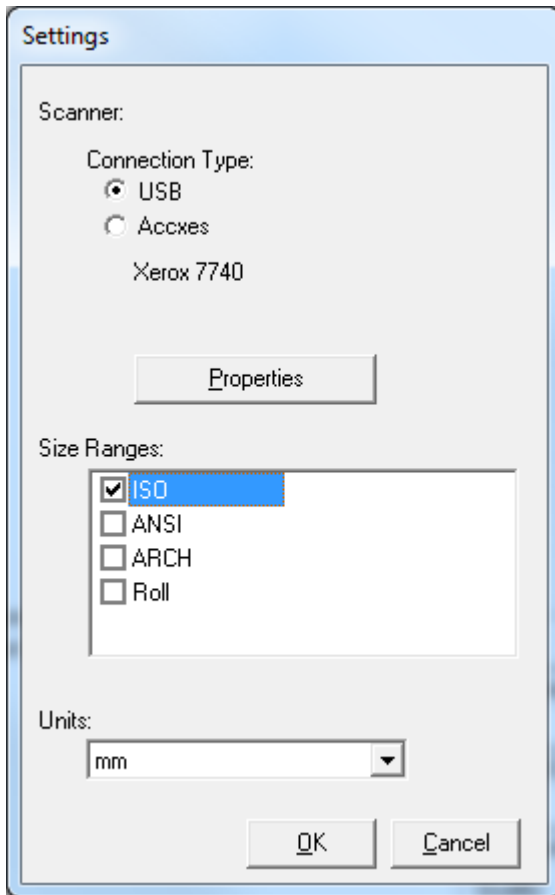 Settings
Scanner:
Connection Type:
USB
Accxes
Xerox 7740
Properties
Size Ranges:
ISO
ANSI
ARCH
Roll
Units:
mm
OK
Cancel